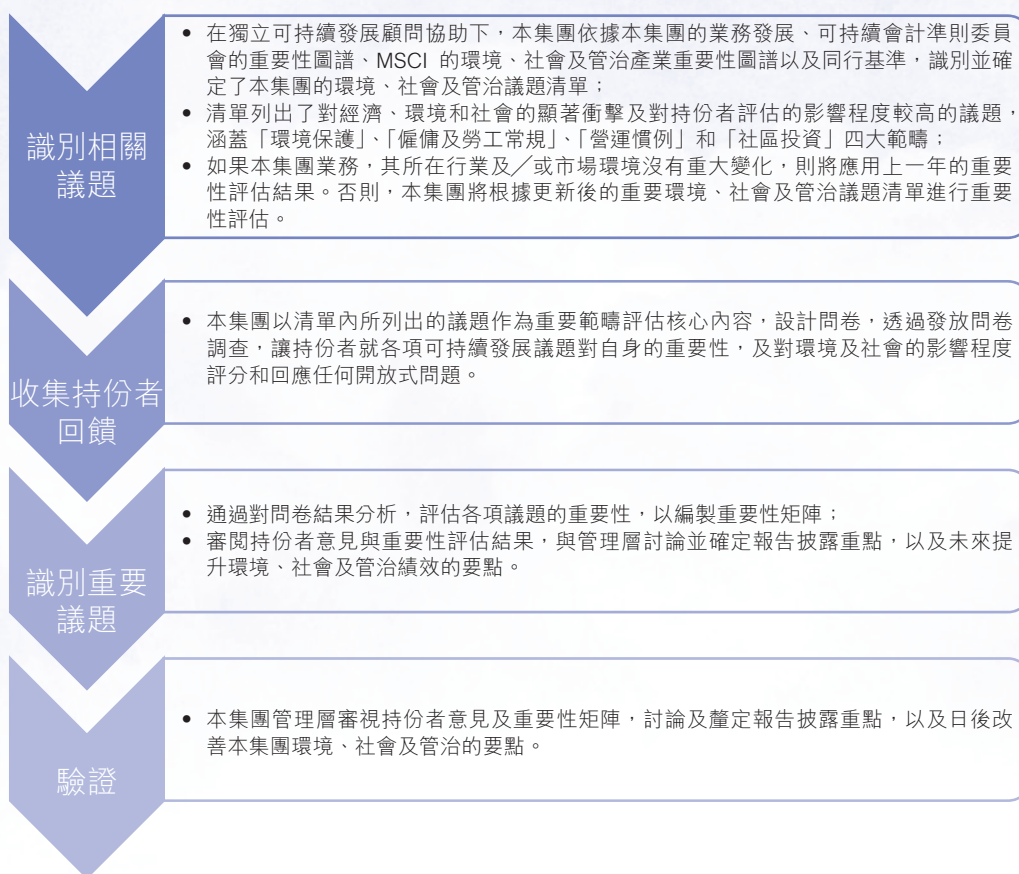 識別相關
議題
• 在獨立可持續發展顧問協助下，本集團依據本集團的業務發展、可持續會計準則委員
會的重要性圖譜、MSCI 的環境、社會及管治產業重要性圖譜以及同行基準，識別並確
定了本集團的環境、社會及管治議題清單；
• 清單列出了對經濟、環境和社會的顯著衝擊及對持份者評估的影響程度較高的議題，
涵蓋「環境保護」、「僱傭及勞工常規」、「營運慣例」和「社區投資」四大範疇；
• 如果本集團業務，其所在行業及／或市場環境沒有重大變化，則將應用上一年的重要
性評估結果。否則，本集團將根據更新後的重要環境、社會及管治議題清單進行重要
性評估。
收集持份者
回饋
• 本集團以清單內所列出的議題作為重要範疇評估核心內容，設計問卷，透過發放問卷
調查，讓持份者就各項可持續發展議題對自身的重要性，及對環境及社會的影響程度
評分和回應任何開放式問題。
識別重要
議題
• 通過對問卷結果分析，評估各項議題的重要性，以編製重要性矩陣；
• 審閱持份者意見與重要性評估結果，與管理層討論並確定報告披露重點，以及未來提
升環境、社會及管治績效的要點。
驗證
• 本集團管理層審視持份者意見及重要性矩陣，討論及釐定報告披露重點，以及日後改
善本集團環境、社會及管治的要點。